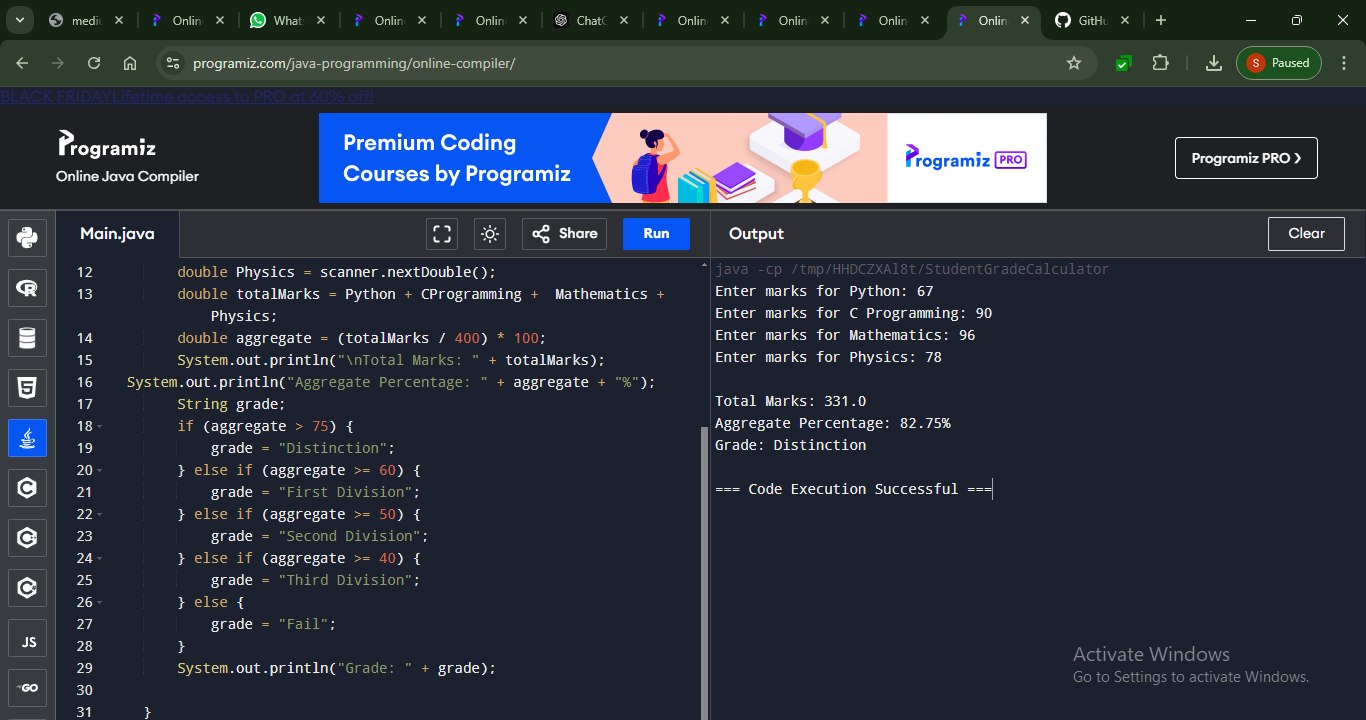 medi
Onlin
What
Onlin
Onlin
ChatG
Onlin
Onlin
Onlin
Onlin
GitHu
programiz.com/java-programming/online-compiler/
S Paused
BLACK FRIDAYLifetime access to PRO at 60% off!
Programiz
Online Java Compiler
Premium Coding
Courses by Programiz
Programiz PRO
Programiz PRO ❯
Main.java
Share
Run
Output
Clear
12 double Physics = scanner.nextDouble();
13 double totalMarks = Python + CProgramming +  Mathematics +
Physics;
14 double aggregate = (totalMarks / 400) * 100;
15 System.out.println("\nTotal Marks: " + totalMarks);
16 System.out.println("Aggregate Percentage: " + aggregate + "%");
17 String grade;
18 if (aggregate > 75) {
19 grade = "Distinction";
20 } else if (aggregate >= 60) {
21 grade = "First Division";
22 } else if (aggregate >= 50) {
23 grade = "Second Division";
24 } else if (aggregate >= 40) {
25 grade = "Third Division";
26 } else {
27 grade = "Fail";
28 }
29 System.out.println("Grade: " + grade);
30
31 }
java -cp /tmp/HHDCZXAl8t/StudentGradeCalculator
Enter marks for Python: 67
Enter marks for C Programming: 90
Enter marks for Mathematics: 96
Enter marks for Physics: 78
Total Marks: 331.0
Aggregate Percentage: 82.75%
Grade: Distinction
=== Code Execution Successful ===
R
5
C
C
C
JS
GO
Activate Windows
Go to Settings to activate Windows.